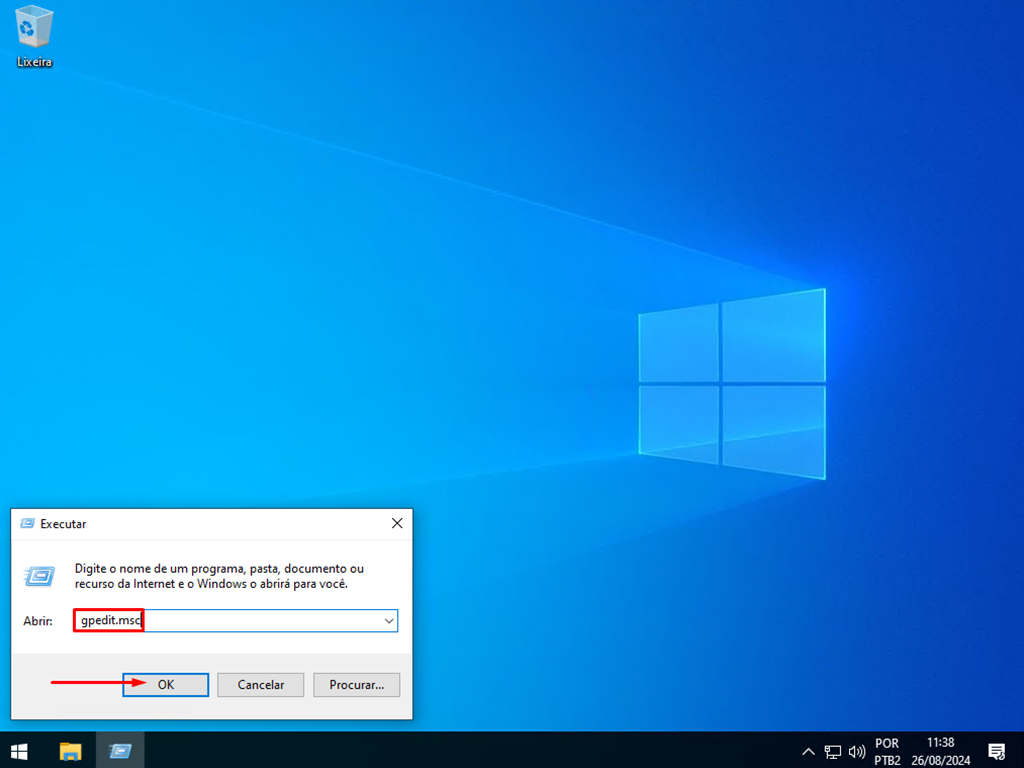 Lixeira
Executar
Digite o nome de um programa, pasta, documento ou
recurso da Internet e o Windows o abrirá para você.
Abrir:
gpedit.msc
OK
Cancelar
Procurar...
POR
PTB2
11:38
26/08/2024